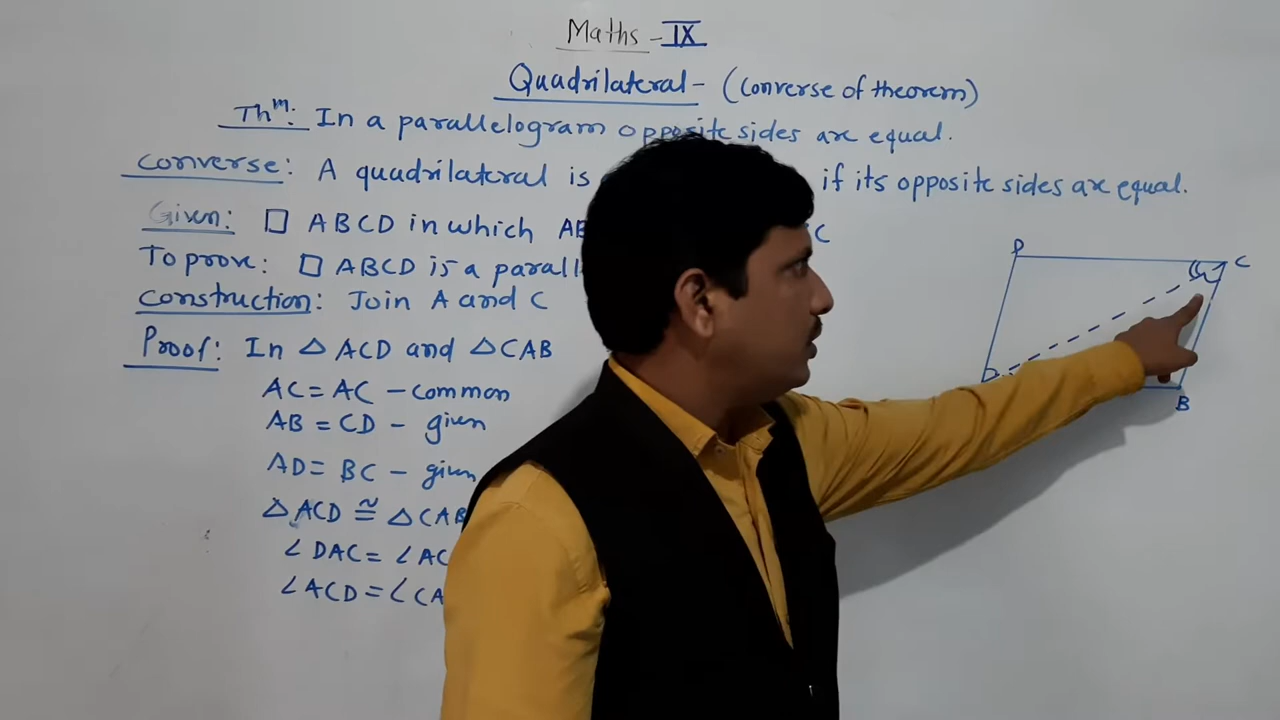 Maths - IX
Quadrilateral - (Converse of theorem)
Thm: In a parallelogram opposite sides are equal.
Converse: A quadrilateral is if its opposite sides are equal.
Given: □ ABCD in which AB C
To prove: □ ABCD is a parall
Construction: Join A and C
Proof: In △ ACD and △ CAB
AC = AC - common
AB = CD - given
AD = BC - given
△ ACD ≅ △ CAB
∠ DAC = ∠ AC
∠ ACD = ∠ CA
D
C
B